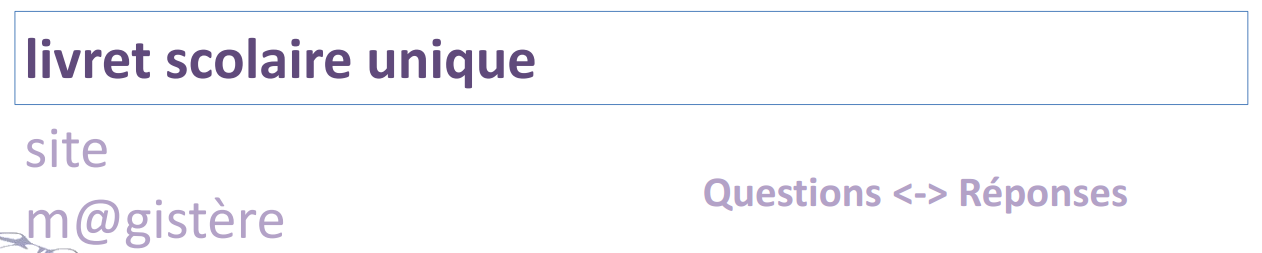 livret scolaire unique
site
m@gistère
Questions <-> Réponses